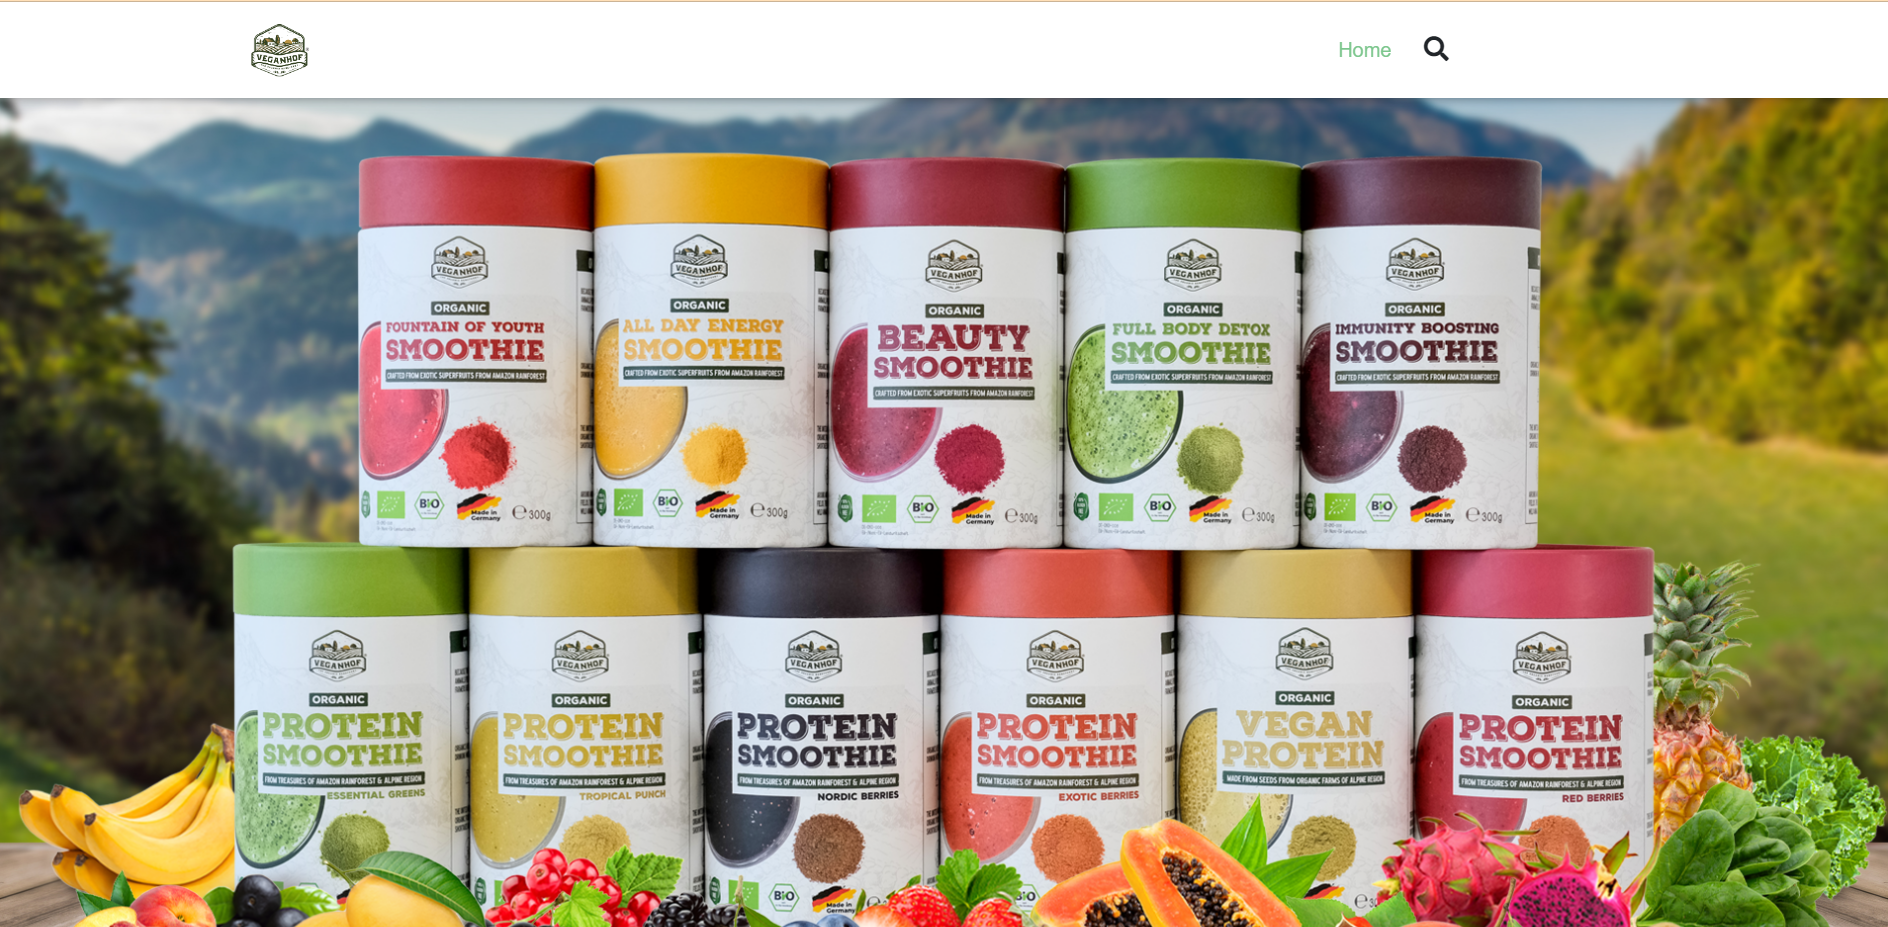 VEGANHOF
Home
VEGANHOF
ORGANIC
FOUNTAIN OF YOUTH
SMOOTHIE
CRAFTED FROM EXOTIC SUPERFRUITS FROM AMAZON RAINFOREST
BIO
Made in
Germany
℮300g
VEGANHOF
ORGANIC
ALL DAY ENERGY
SMOOTHIE
CRAFTED FROM EXOTIC SUPERFRUITS FROM AMAZON RAINFOREST
BIO
Made in
Germany
℮300g
VEGANHOF
ORGANIC
BEAUTY
SMOOTHIE
CRAFTED FROM EXOTIC SUPERFRUITS FROM AMAZON RAINFOREST
BIO
Made in
Germany
℮300g
VEGANHOF
ORGANIC
FULL BODY DETOX
SMOOTHIE
CRAFTED FROM EXOTIC SUPERFRUITS FROM AMAZON RAINFOREST
BIO
Made in
Germany
℮300g
VEGANHOF
ORGANIC
IMMUNITY BOOSTING
SMOOTHIE
CRAFTED FROM EXOTIC SUPERFRUITS FROM AMAZON RAINFOREST
BIO
Made in
Germany
℮300g
VEGANHOF
ORGANIC
PROTEIN
SMOOTHIE
FROM TREASURES OF AMAZON RAINFOREST & ALPINE REGION
ESSENTIAL GREENS
VEGANHOF
ORGANIC
PROTEIN
SMOOTHIE
FROM TREASURES OF AMAZON RAINFOREST & ALPINE REGION
TROPICAL PUNCH
VEGANHOF
ORGANIC
PROTEIN
SMOOTHIE
FROM TREASURES OF AMAZON RAINFOREST & ALPINE REGION
NORDIC BERRIES
BIO
Made in
Germany
VEGANHOF
ORGANIC
PROTEIN
SMOOTHIE
FROM TREASURES OF AMAZON RAINFOREST & ALPINE REGION
EXOTIC BERRIES
VEGANHOF
ORGANIC
VEGAN
PROTEIN
MADE FROM SEEDS FROM ORGANIC FARMS OF ALPINE REGION
VEGANHOF
ORGANIC
PROTEIN
SMOOTHIE
FROM TREASURES OF AMAZON RAINFOREST & ALPINE REGION
RED BERRIES